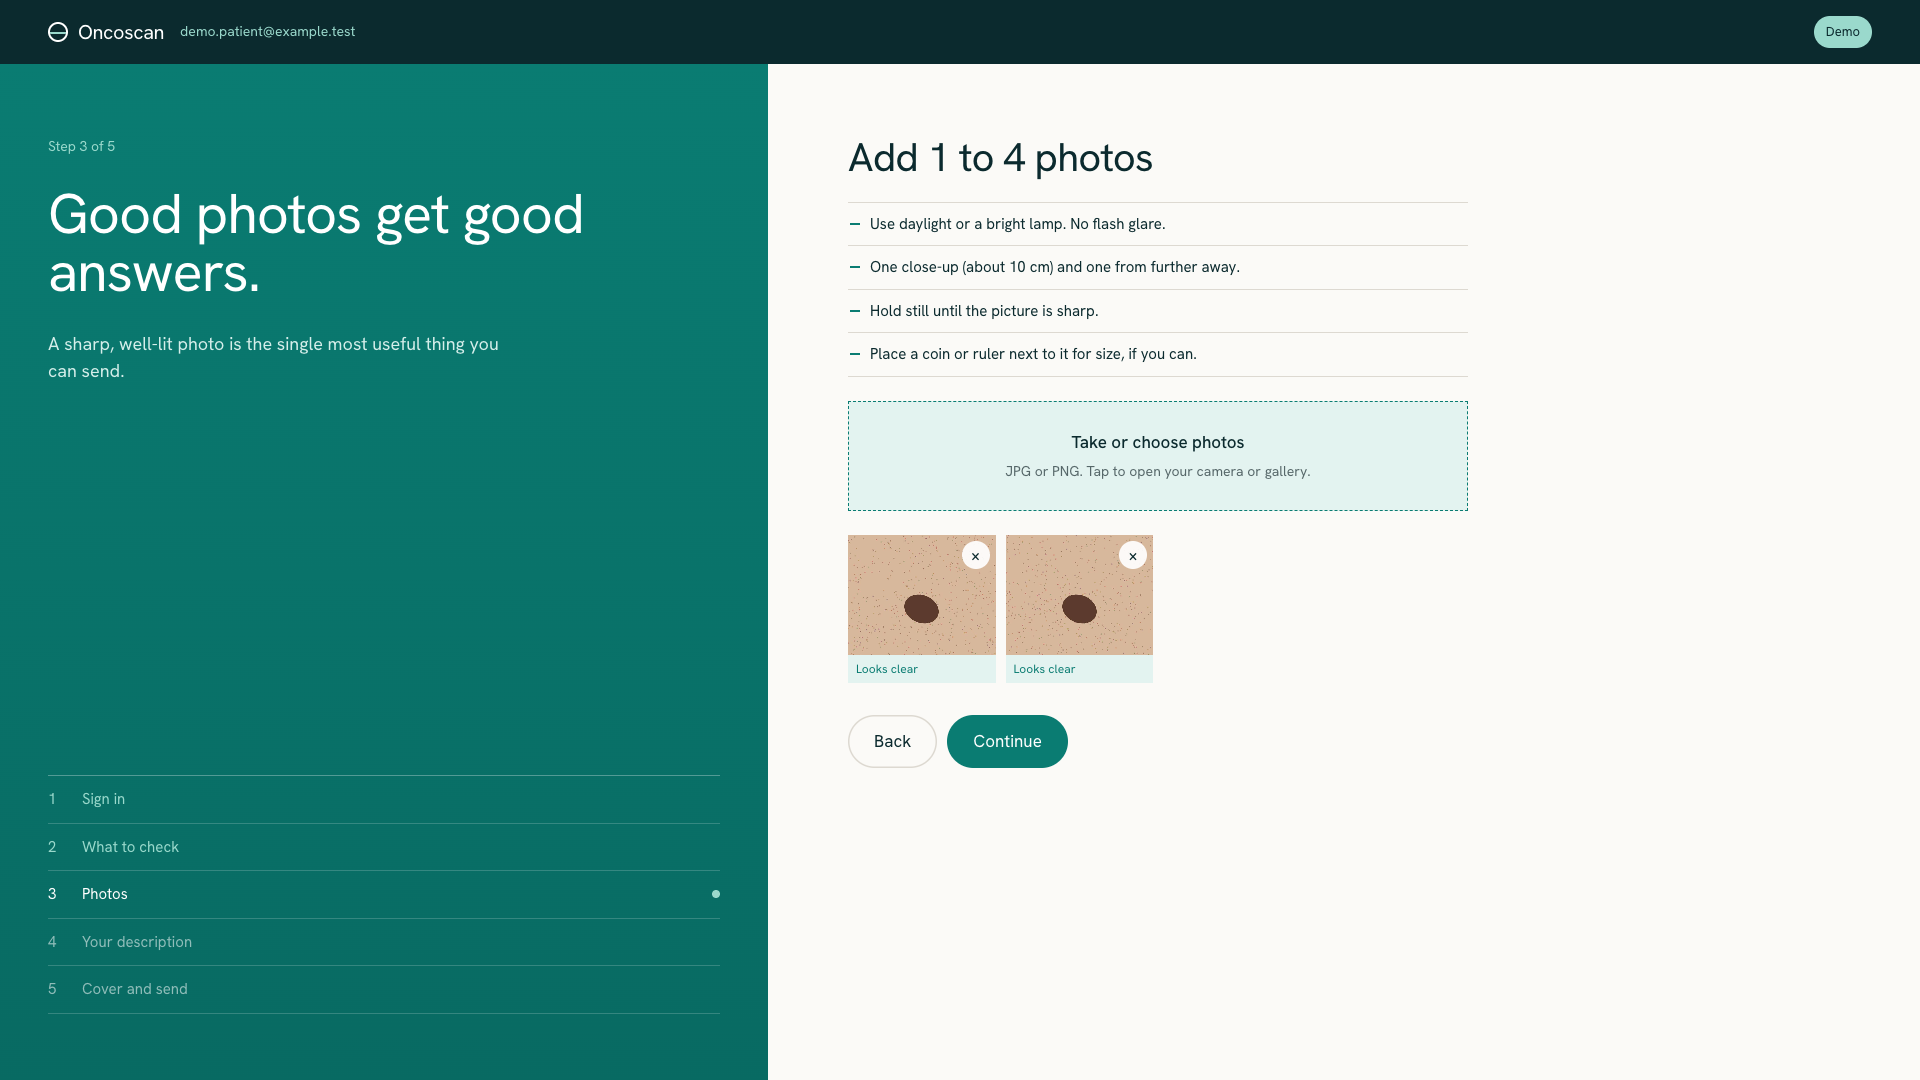 Oncoscan
demo.patient@example.test
Demo
Step 3 of 5
Good photos get good
answers.
A sharp, well-lit photo is the single most useful thing you
can send.
1 Sign in
2 What to check
3 Photos
4 Your description
5 Cover and send
Add 1 to 4 photos
Use daylight or a bright lamp. No flash glare.
One close-up (about 10 cm) and one from further away.
Hold still until the picture is sharp.
Place a coin or ruler next to it for size, if you can.
Take or choose photos
JPG or PNG. Tap to open your camera or gallery.
×
×
Looks clear
Looks clear
Back
Continue